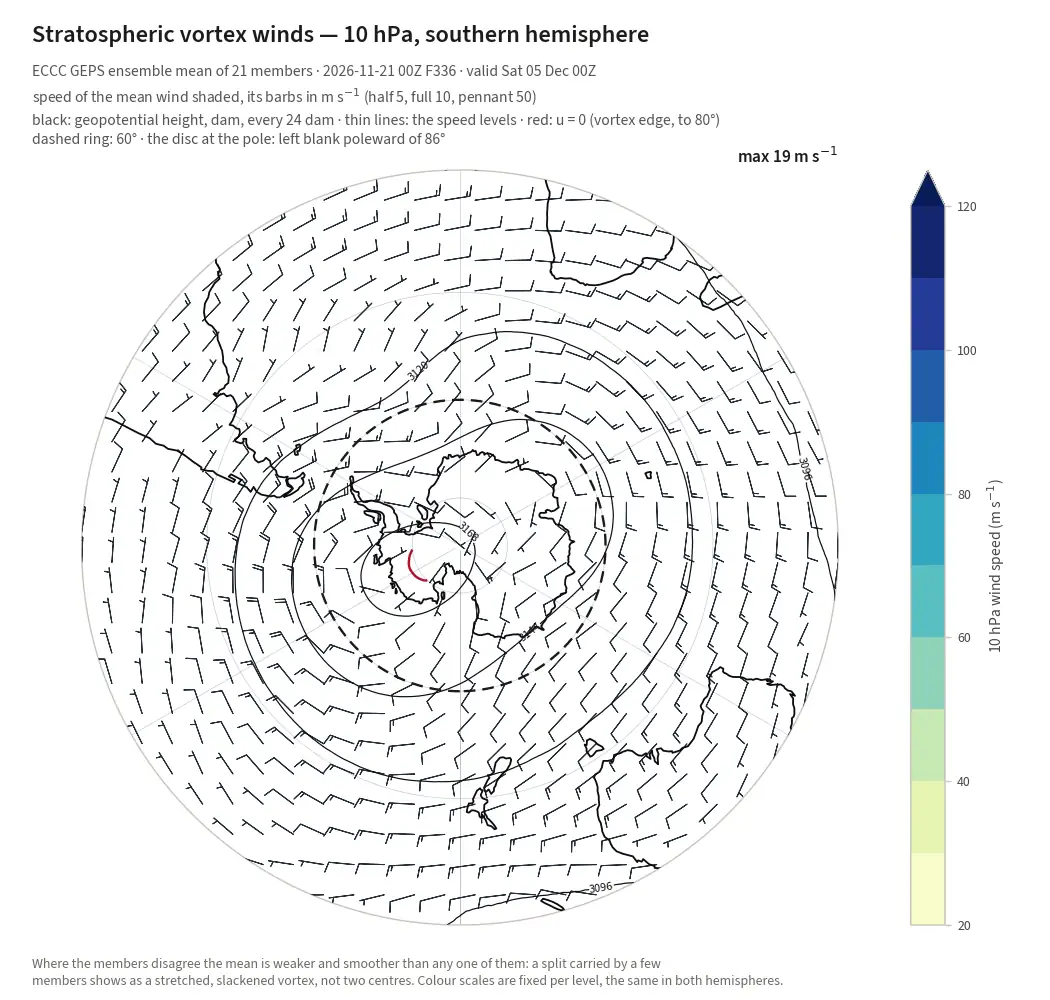 Stratospheric vortex winds — 10 hPa, southern hemisphere
ECCC GEPS ensemble mean of 21 members · 2026-11-21 00Z F336 · valid Sat 05 Dec 00Z
speed of the mean wind shaded, its barbs in m s⁻¹ (half 5, full 10, pennant 50)
black: geopotential height, dam, every 24 dam · thin lines: the speed levels · red: u = 0 (vortex edge, to 80°)
dashed ring: 60° · the disc at the pole: left blank poleward of 86°
max 19 m s⁻¹
120
100
80
60
40
20
10 hPa wind speed (m s⁻¹)
3120
3096
3168
3096
Where the members disagree the mean is weaker and smoother than any one of them: a split carried by a few
members shows as a stretched, slackened vortex, not two centres. Colour scales are fixed per level, the same in both hemispheres.